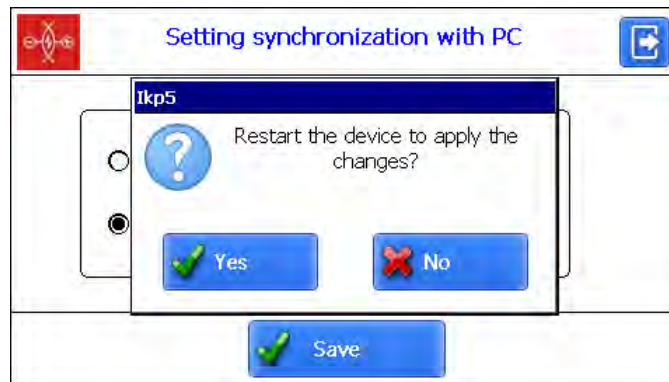 Setting synchronization with PC
Ikp5
Restart the device to apply the
changes?
Yes
No
Save